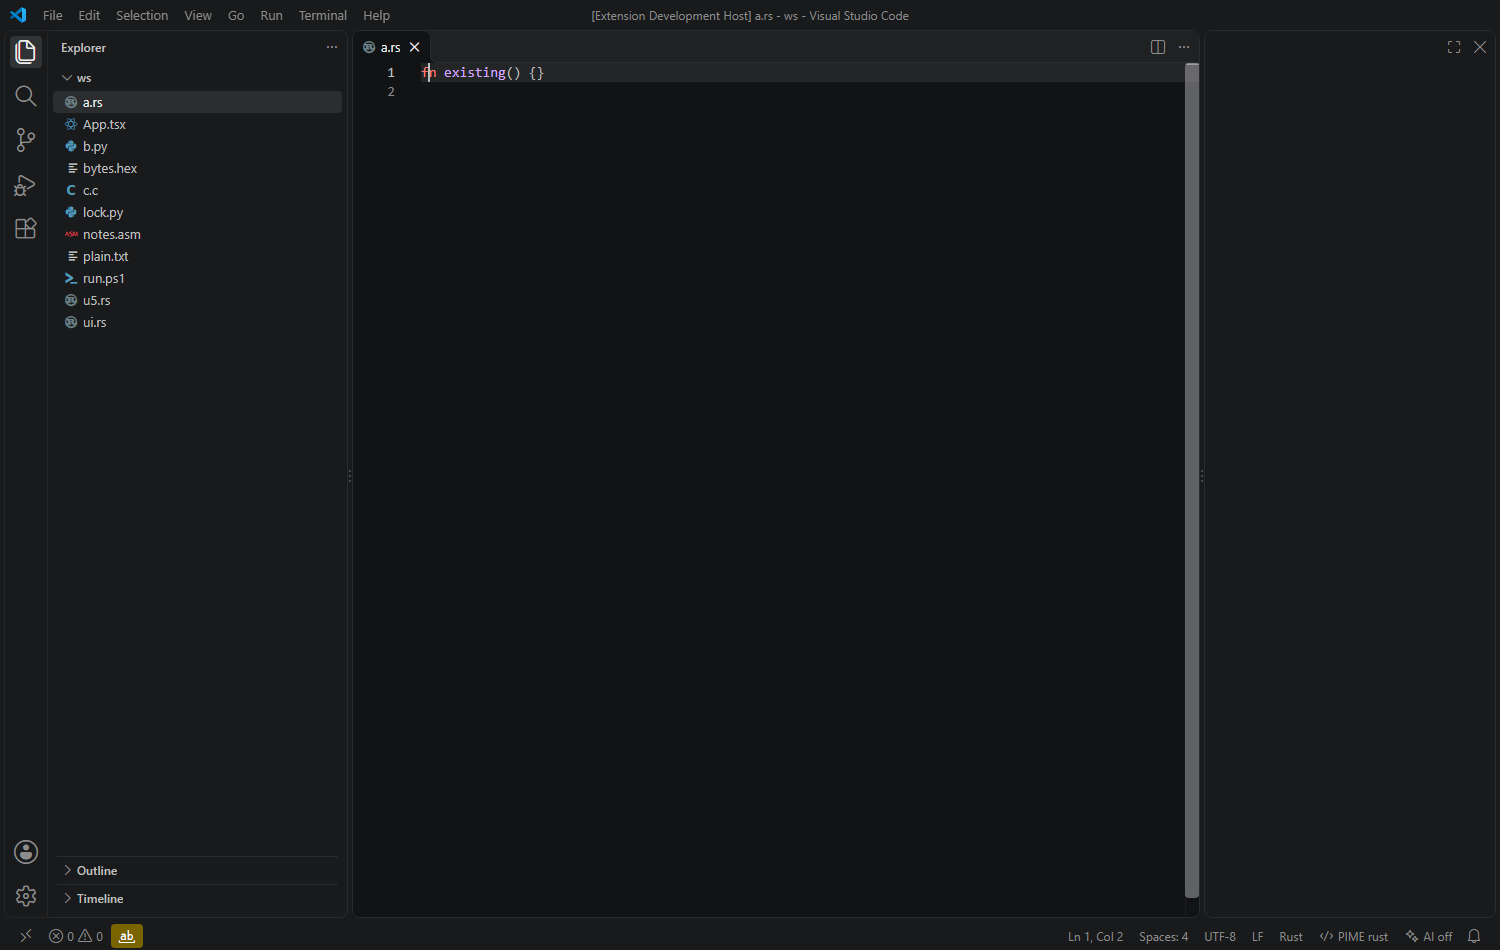 File Edit Selection View Go Run Terminal Help
[Extension Development Host] a.rs - ws - Visual Studio Code
Explorer
ws
a.rs
App.tsx
b.py
bytes.hex
C c.c
lock.py
ASM notes.asm
plain.txt
run.ps1
u5.rs
ui.rs
Outline
Timeline
a.rs
1 fn existing() {}
2
0 0 ab
Ln 1, Col 2 Spaces: 4 UTF-8 LF Rust PIME rust AI off